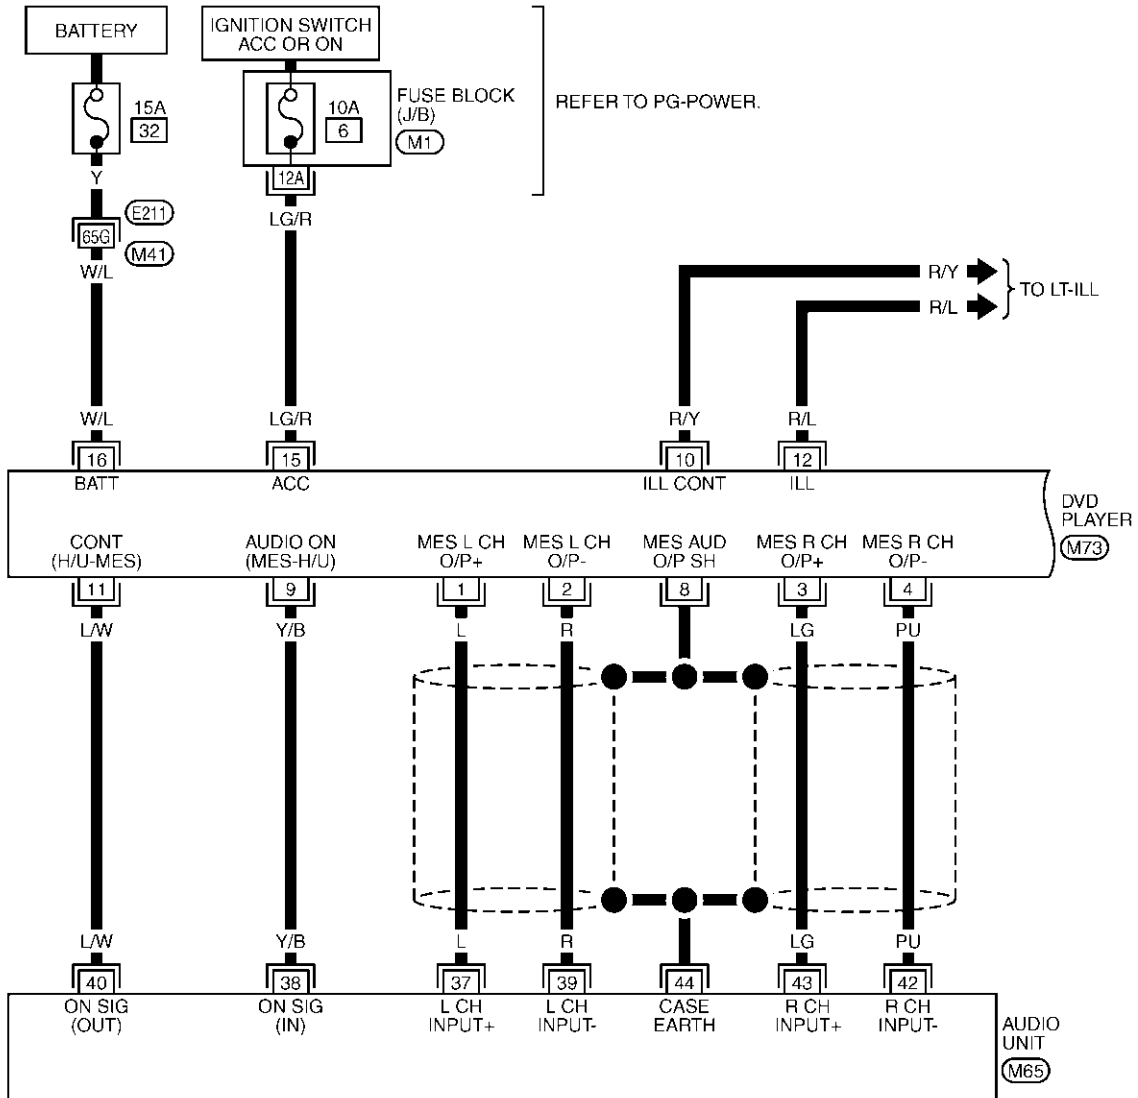 BATTERY
IGNITION SWITCH
ACC OR ON
15A
32
10A
6
FUSE BLOCK
(J/B)
M1
REFER TO PG-POWER.
12A
Y
LG/R
E211
65G
M41
W/L
R/Y
R/L
TO LT-ILL
W/L
LG/R
R/Y
R/L
16
15
10
12
BATT
ACC
ILL CONT
ILL
DVD
PLAYER
M73
CONT
(H/U-MES)
AUDIO ON
(MES-H/U)
MES L CH
O/P+
MES L CH
O/P-
MES AUD
O/P SH
MES R CH
O/P+
MES R CH
O/P-
11
9
1
2
8
3
4
L/W
Y/B
L
R
LG
PU
L/W
Y/B
L
R
LG
PU
40
38
37
39
44
43
42
ON SIG
(OUT)
ON SIG
(IN)
L CH
INPUT+
L CH
INPUT-
CASE
EARTH
R CH
INPUT+
R CH
INPUT-
AUDIO
UNIT
M65